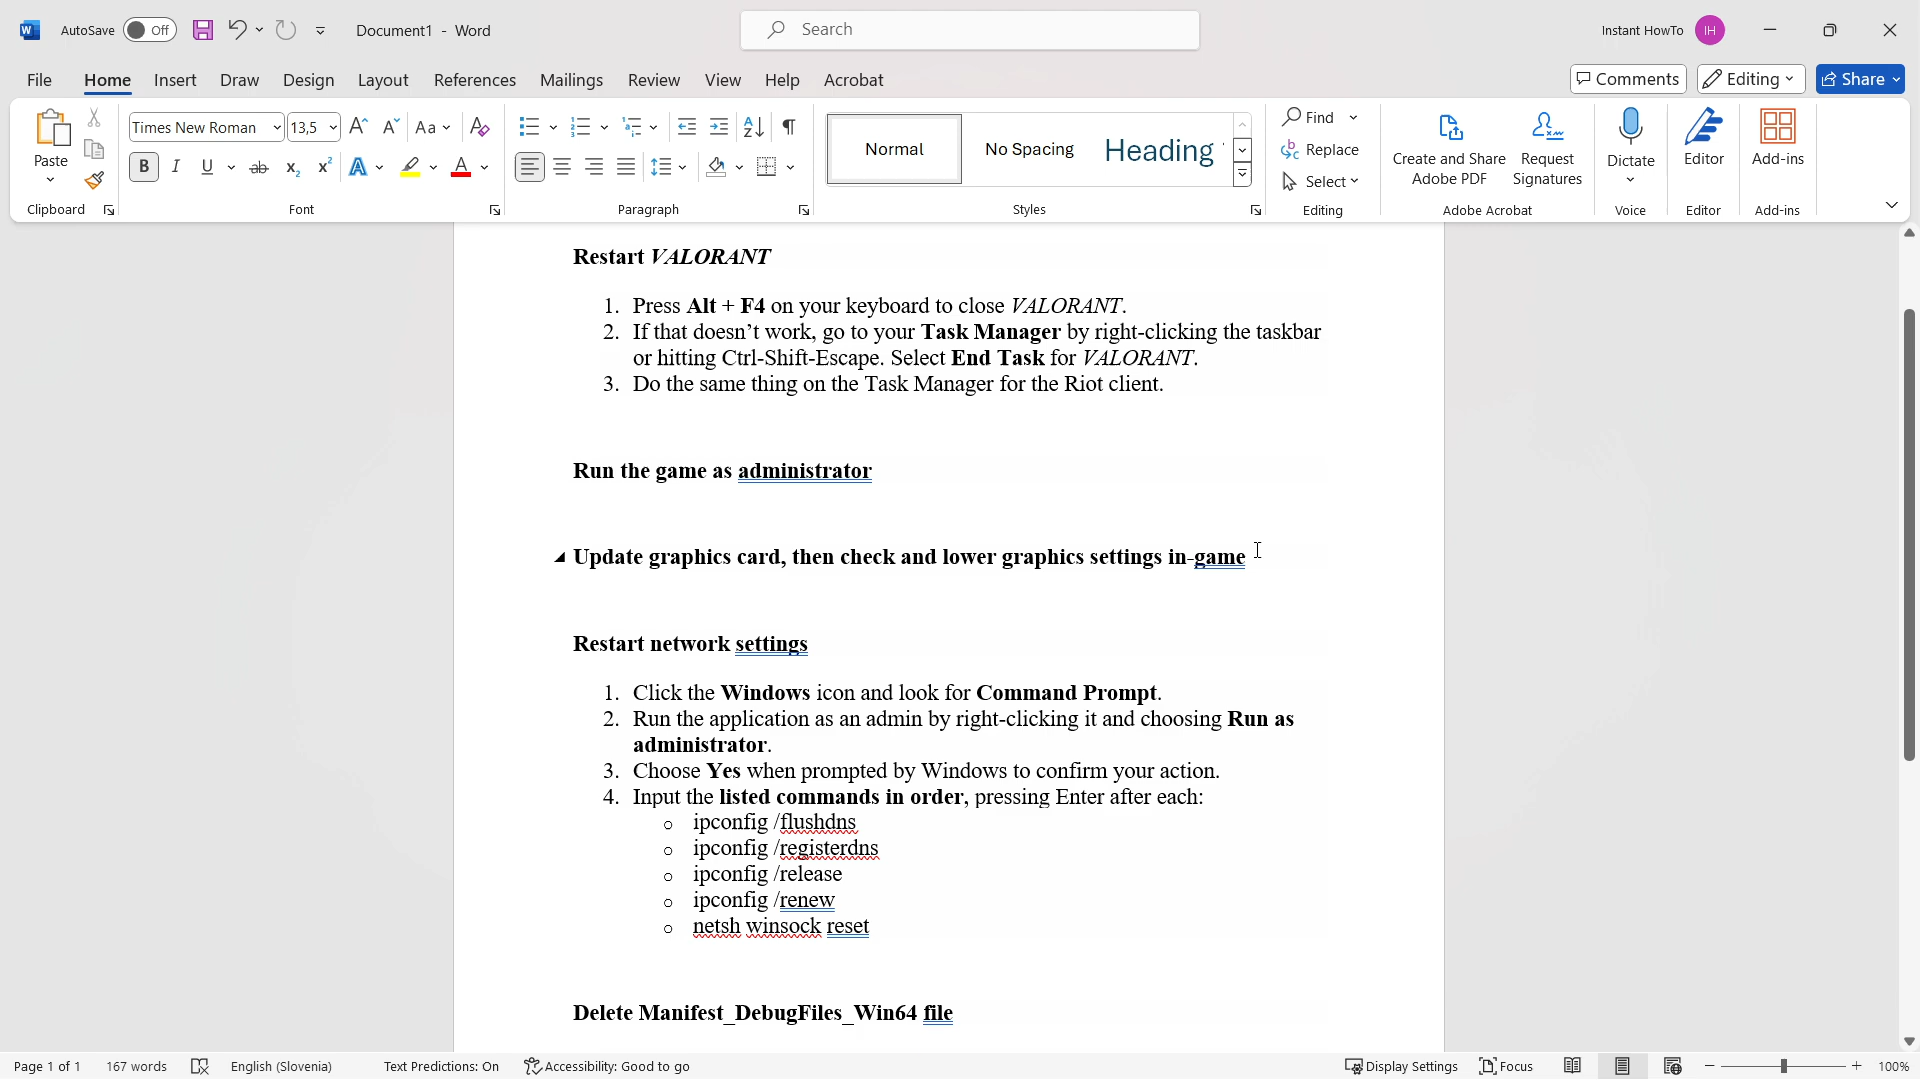 AutoSave Off Document1 - Word Search Instant HowTo IH
File Home Insert Draw Design Layout References Mailings Review View Help Acrobat Comments Editing Share
Paste Times New Roman 13,5 Aa Normal No Spacing Heading Find Replace Select Create and Share Adobe PDF Request Signatures Dictate Editor Add-ins
Clipboard Font Paragraph Styles Editing Adobe Acrobat Voice Editor Add-ins
Restart VALORANT
1. Press Alt + F4 on your keyboard to close VALORANT.
2. If that doesn’t work, go to your Task Manager by right-clicking the taskbar
or hitting Ctrl-Shift-Escape. Select End Task for VALORANT.
3. Do the same thing on the Task Manager for the Riot client.
Run the game as administrator
Update graphics card, then check and lower graphics settings in-game
Restart network settings
1. Click the Windows icon and look for Command Prompt.
2. Run the application as an admin by right-clicking it and choosing Run as
administrator.
3. Choose Yes when prompted by Windows to confirm your action.
4. Input the listed commands in order, pressing Enter after each:
o ipconfig /flushdns
o ipconfig /registerdns
o ipconfig /release
o ipconfig /renew
o netsh winsock reset
Delete Manifest_DebugFiles_Win64 file
Page 1 of 1 167 words English (Slovenia) Text Predictions: On Accessibility: Good to go Display Settings Focus 100%